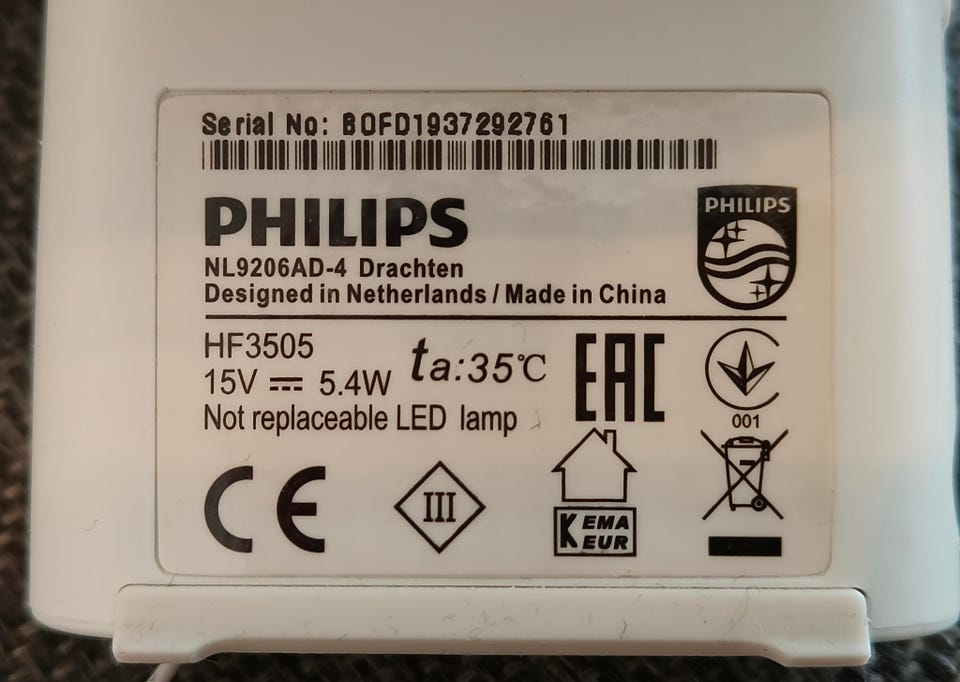 Serial No: BOFD1937292761
PHILIPS
PHILIPS
NL9206AD-4 Drachten
Designed in Netherlands / Made in China
HF3505
15V ⎓ 5.4W
ta:35℃
Not replaceable LED lamp
EAC
001
CE
III
KEMA
EUR